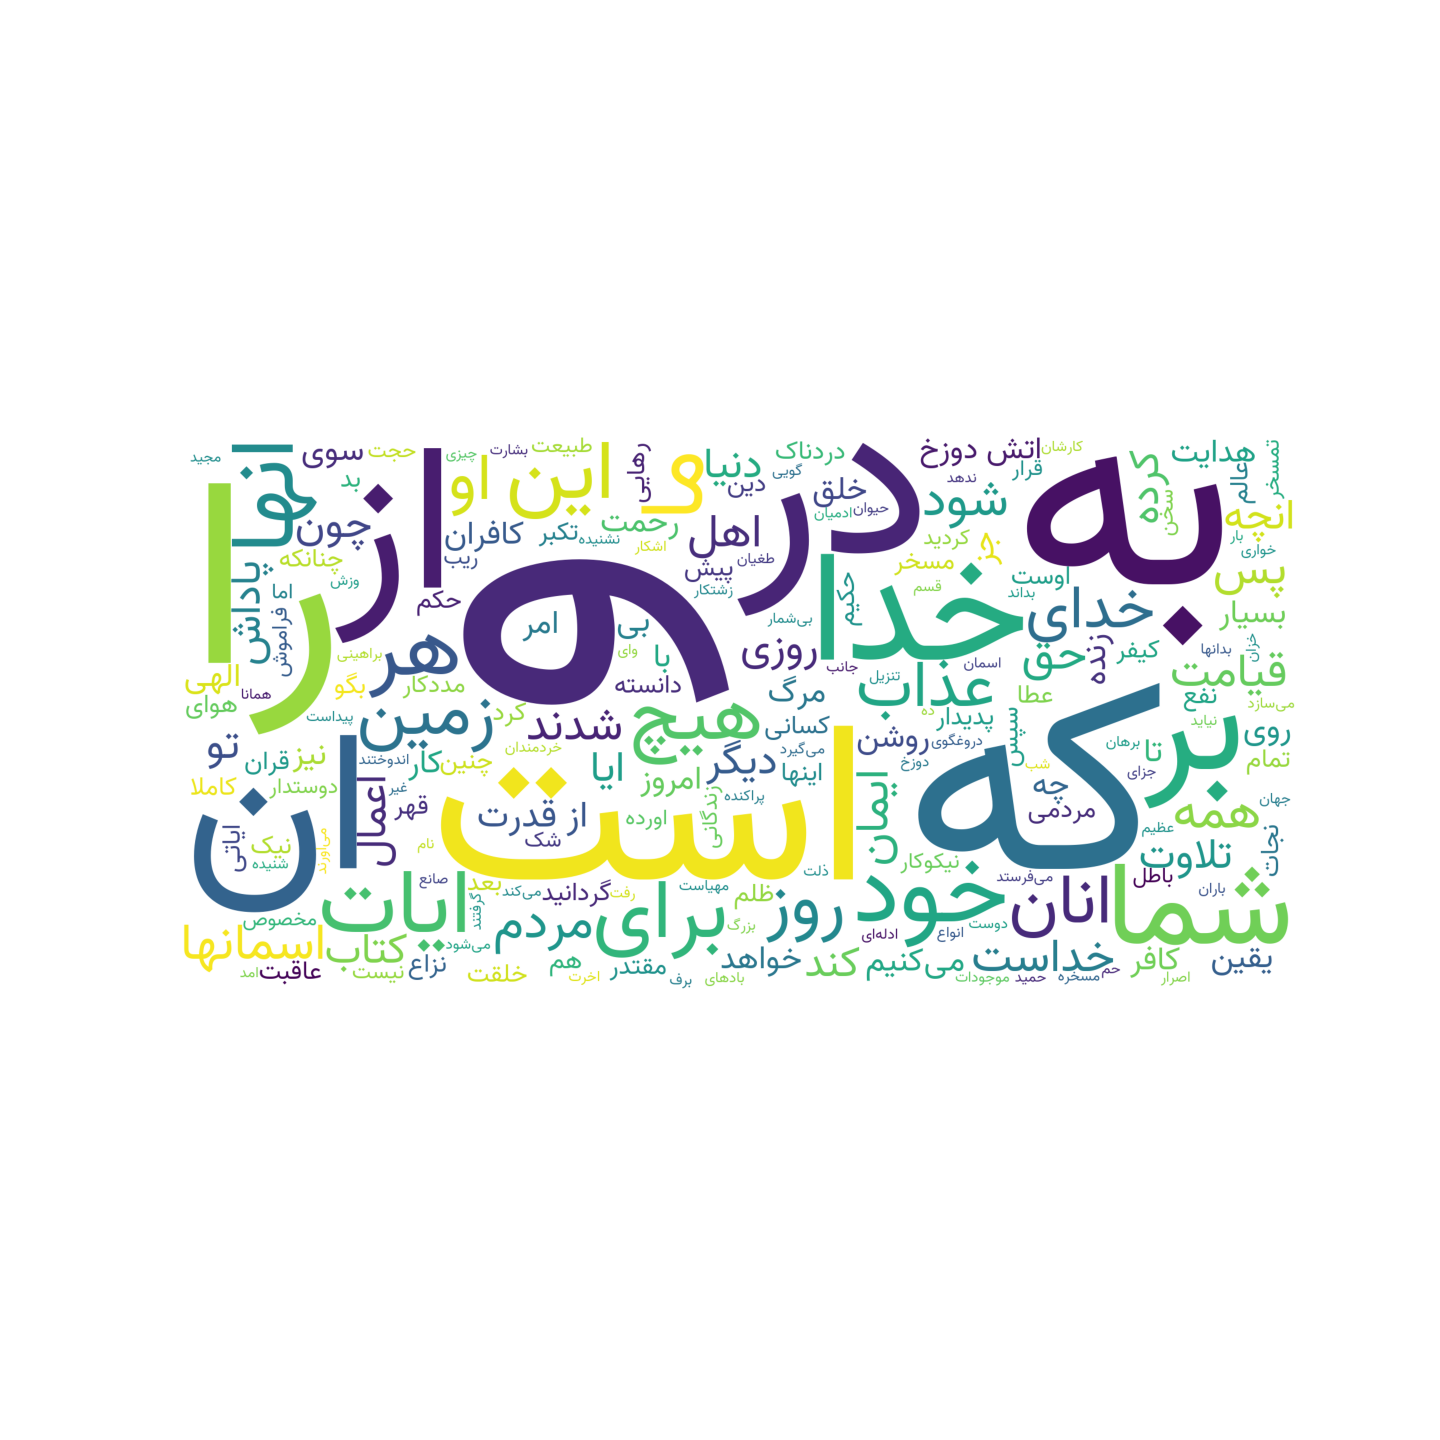 به
در
و
از
را
که
است
ان
خدا
بر
خود
شما
هیچ
زمین
هر
ایات
برای
روز
انان
همه
عذاب
خدای
حق
قیامت
پس
انچه
بسیار
هدایت
عالم
تمسخر
کرده
سخن
کارشان
اتش دوزخ
قرار
ندهد
شود
خلق
حیوان
ادمیان
دردناک
گویی
دنیا
دین
اهل
رحمت
پیش
طغیان
زشتکار
رهایی
این
او
طبیعت
بشارت
چیزی
حجت
سوی
بد
مجید
انها
چون
چنانکه
کافران
تکبر
نشنیده
اشکار
ریب
وزش
اما
فراموش
پاداش
حکم
امر
بی
وای
با
دانسته
روزی
بی‌شمار
حکیم
جانب
تنزیل
اسمان
اوست
بداند
قسم
مسخر
کردید
جز
بار
خواری
خزان
بدانها
کیفر
زنده
عطا
نفع
می‌سازد
نیاید
روی
تمام
تا
برهان
جزای
جهان
چه
مردمی
سپس
شب
پدیدار
ده
دروغگوی
روشن
دوزخ
کسانی
مرگ
می‌گیرد
دیگر
اینها
امروز
ایا
شدند
خردمندان
کرد
چنین
کار
مددکار
بگو
براهینی
همانا
الهی
هوای
پیداست
تو
قران
نیز
اندوختند
دوستدار
کاملا
غیر
قهر
اعمال
از قدرت
شک
اورده
زندگانی
پراکنده
ایمان
نیکوکار
تلاوت
عظیم
نجات
باطل
باران
می‌فرستد
ذلت
مهیاست
ظلم
رفت
گردانید
می‌کند
بعد
گرفتند
صانع
نام
می‌اورند
نیک
شنیده
ایاتی
مخصوص
اسمانها
کتاب
می‌شود
مردم
بزرگ
ادله‌ای
انواع
دوست
خداست
کافر
یقین
اصرار
مسخره
حم
حمید
موجودات
می‌کنیم
کند
خواهد
بادهای
برف
مقتدر
اخرت
هم
خلقت
نزاع
نیست
عاقبت
امد